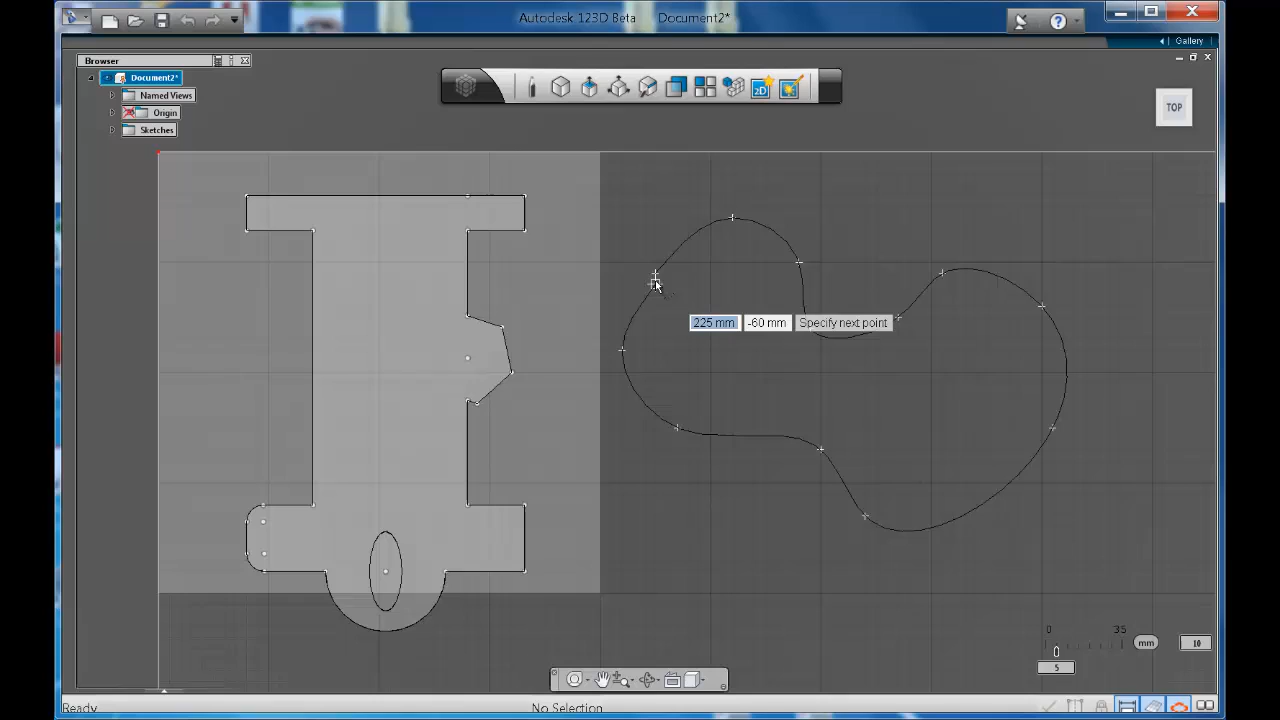 Autodesk 123D Beta Document2*
Gallery
Browser
Document2*
Named Views
Origin
Sketches
2D
TOP
225 mm -60 mm Specify next point
0 35
mm 10
5
Ready No Selection